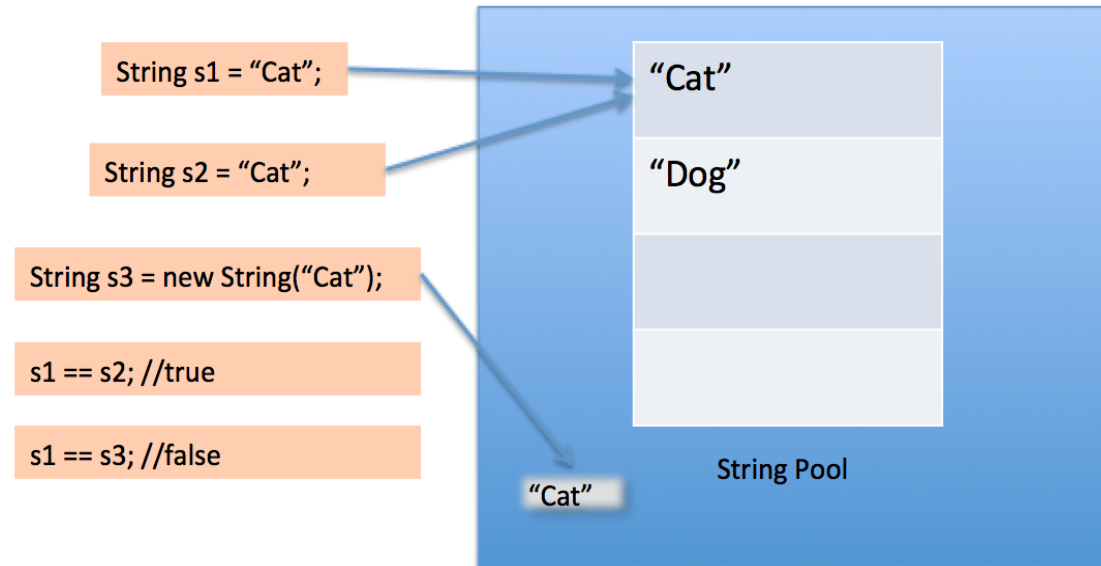 String s1 = “Cat”;
String s2 = “Cat”;
String s3 = new String(“Cat”);
s1 == s2; //true
s1 == s3; //false
“Cat”
“Dog”
String Pool
“Cat”